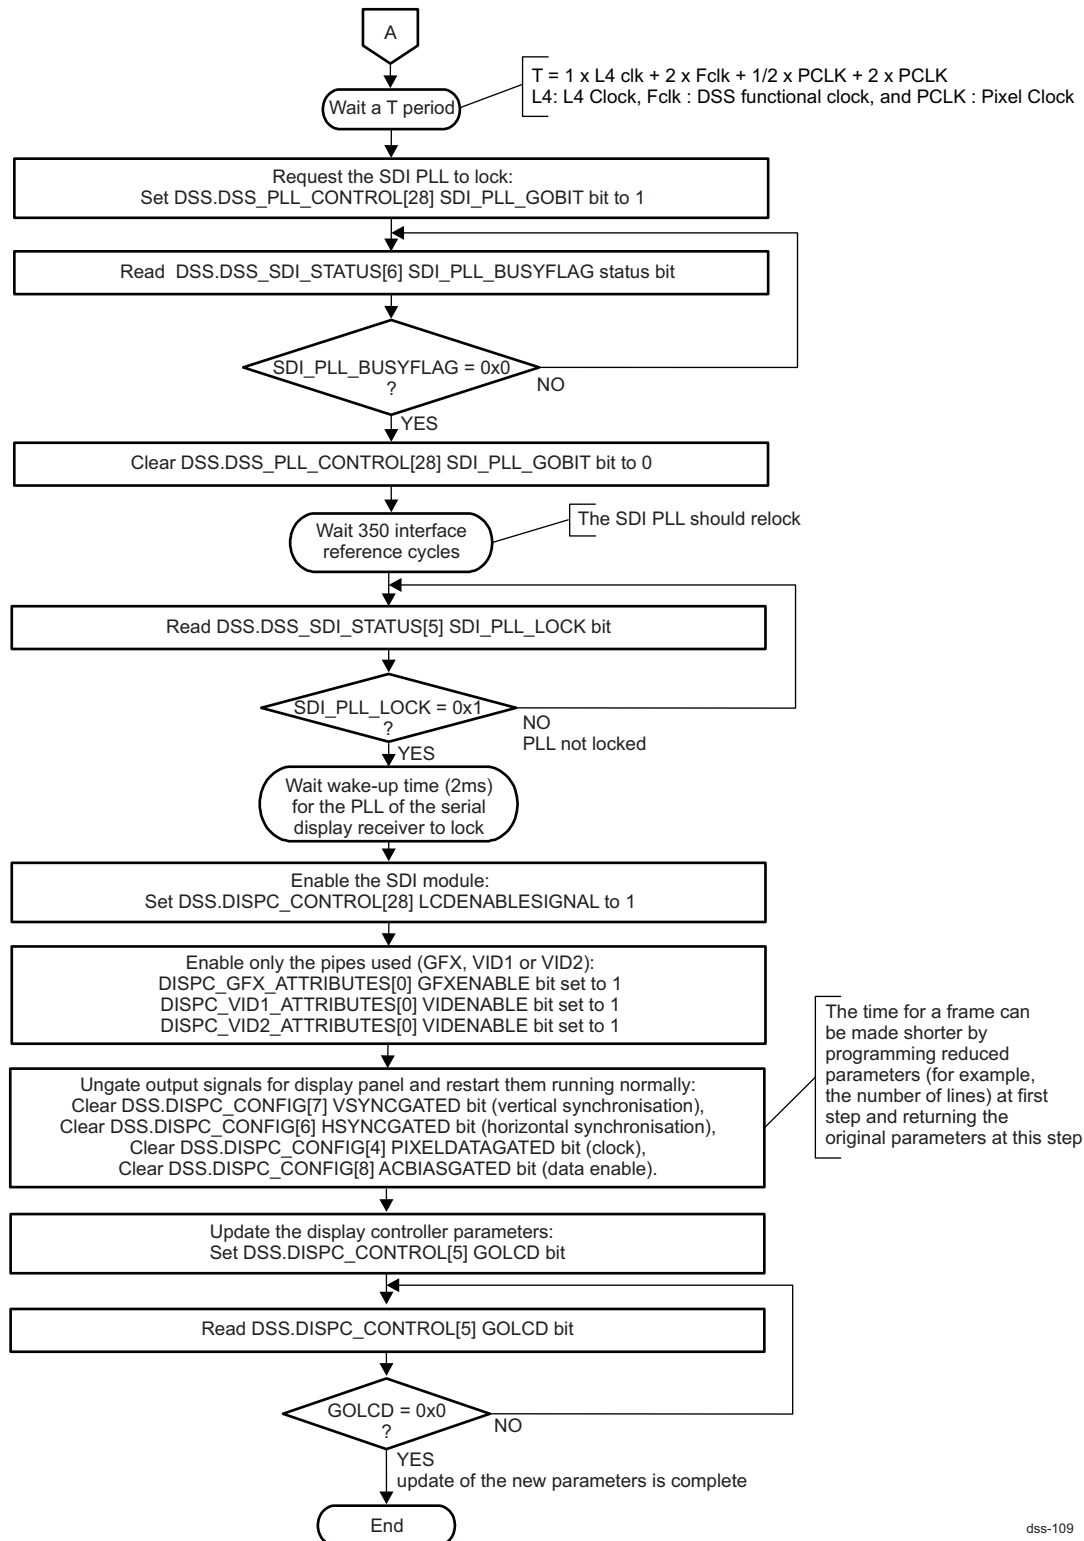 A
T = 1 x L4 clk + 2 x Fclk + 1/2 x PCLK + 2 x PCLK
L4: L4 Clock, Fclk : DSS functional clock, and PCLK : Pixel Clock
Wait a T period
Request the SDI PLL to lock:
Set DSS.DSS_PLL_CONTROL[28] SDI_PLL_GOBIT bit to 1
Read DSS.DSS_SDI_STATUS[6] SDI_PLL_BUSYFLAG status bit
SDI_PLL_BUSYFLAG = 0x0
?
NO
YES
Clear DSS.DSS_PLL_CONTROL[28] SDI_PLL_GOBIT bit to 0
Wait 350 interface
reference cycles
The SDI PLL should relock
Read DSS.DSS_SDI_STATUS[5] SDI_PLL_LOCK bit
SDI_PLL_LOCK = 0x1
?
NO
PLL not locked
YES
Wait wake-up time (2ms)
for the PLL of the serial
display receiver to lock
Enable the SDI module:
Set DSS.DISPC_CONTROL[28] LCDENABLESIGNAL to 1
Enable only the pipes used (GFX, VID1 or VID2):
DISPC_GFX_ATTRIBUTES[0] GFXENABLE bit set to 1
DISPC_VID1_ATTRIBUTES[0] VIDENABLE bit set to 1
DISPC_VID2_ATTRIBUTES[0] VIDENABLE bit set to 1
The time for a frame can
be made shorter by
programming reduced
parameters (for example,
the number of lines) at first
step and returning the
original parameters at this step
Ungate output signals for display panel and restart them running normally:
Clear DSS.DISPC_CONFIG[7] VSYNCGATED bit (vertical synchronisation),
Clear DSS.DISPC_CONFIG[6] HSYNCGATED bit (horizontal synchronisation),
Clear DSS.DISPC_CONFIG[4] PIXELDATAGATED bit (clock),
Clear DSS.DISPC_CONFIG[8] ACBIASGATED bit (data enable).
Update the display controller parameters:
Set DSS.DISPC_CONTROL[5] GOLCD bit
Read DSS.DISPC_CONTROL[5] GOLCD bit
GOLCD = 0x0
?
NO
YES
update of the new parameters is complete
End
dss-109